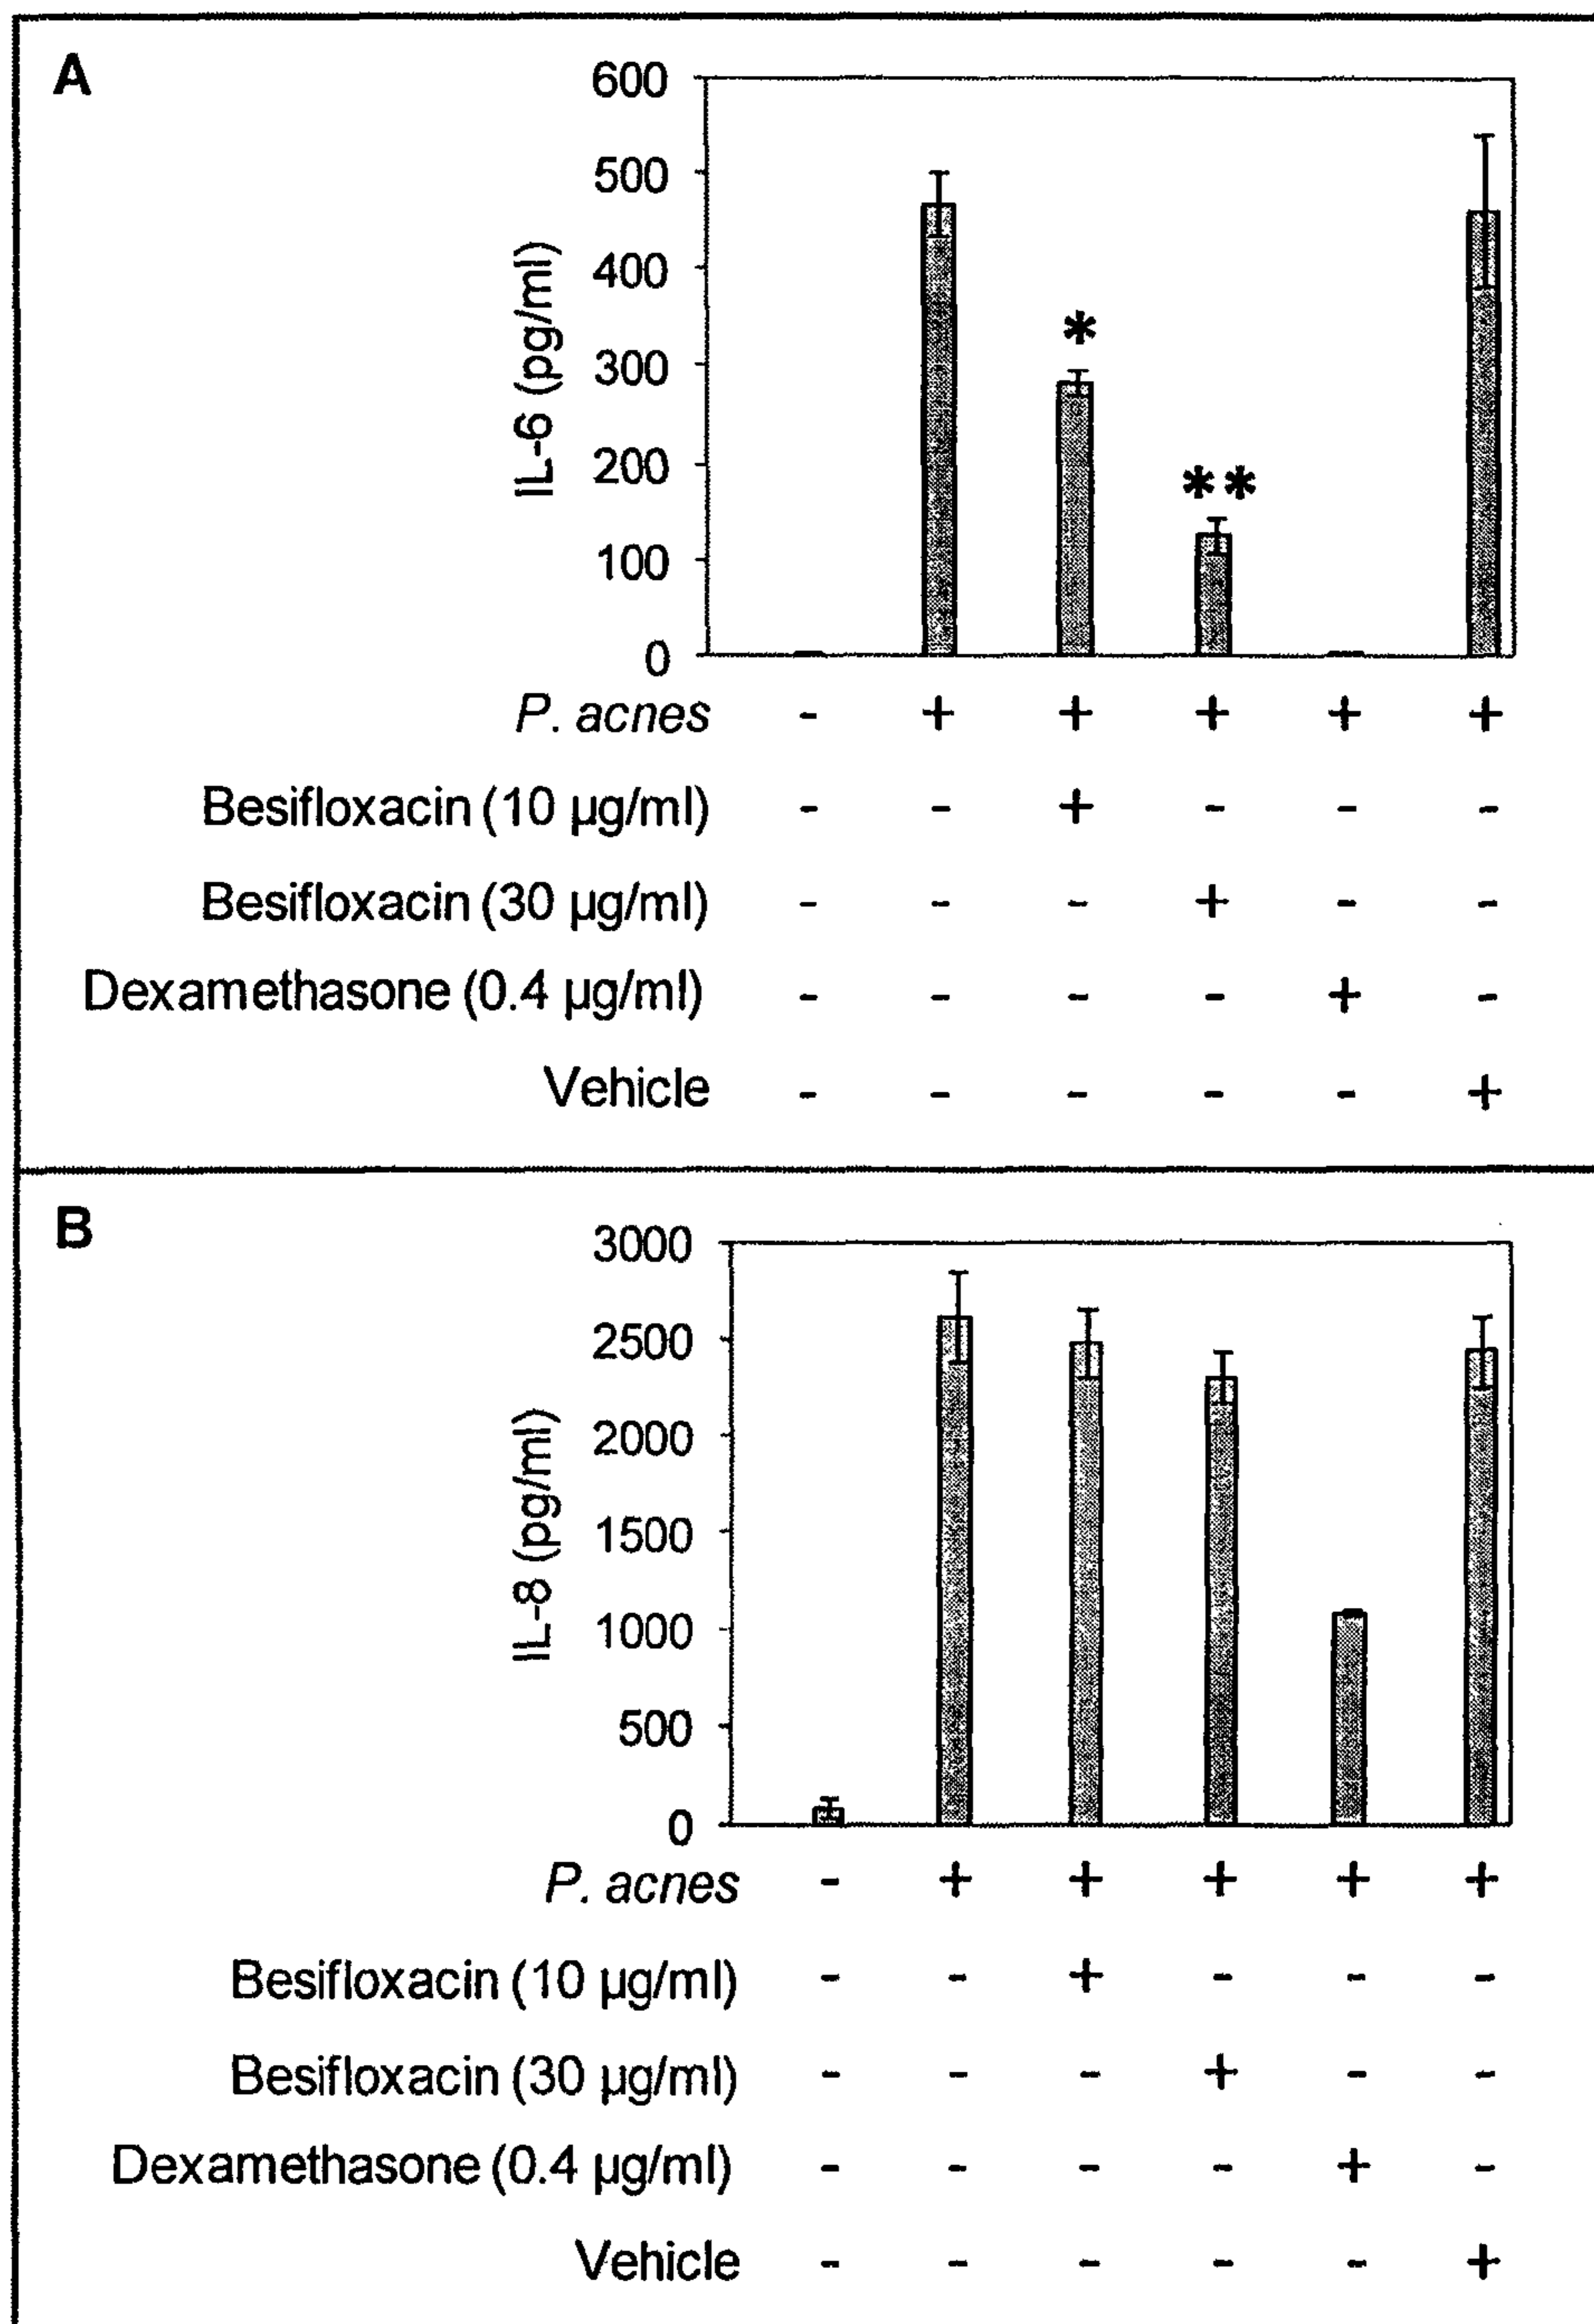 A
600
500
400
300
200
100
0
IL-6 (pg/ml)
*
**
P. acnes - + + + + +
Besifloxacin (10 µg/ml) - - + - - -
Besifloxacin (30 µg/ml) - - - + - -
Dexamethasone (0.4 µg/ml) - - - - + -
Vehicle - - - - - +
B
3000
2500
2000
1500
1000
500
0
IL-8 (pg/ml)
P. acnes - + + + + +
Besifloxacin (10 µg/ml) - - + - - -
Besifloxacin (30 µg/ml) - - - + - -
Dexamethasone (0.4 µg/ml) - - - - + -
Vehicle - - - - - +